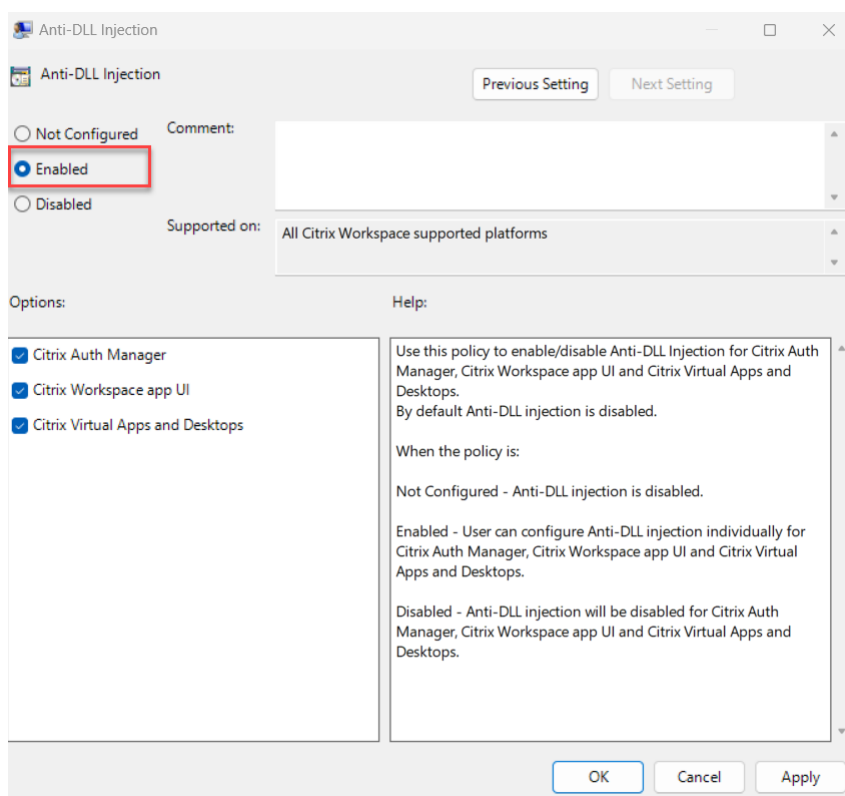 Anti-DLL Injection
Anti-DLL Injection
Previous Setting
Next Setting
Not Configured
Comment:
Enabled
Disabled
Supported on:
All Citrix Workspace supported platforms
Options:
Help:
Citrix Auth Manager
Citrix Workspace app UI
Citrix Virtual Apps and Desktops
Use this policy to enable/disable Anti-DLL Injection for Citrix Auth
Manager, Citrix Workspace app UI and Citrix Virtual Apps and
Desktops.
By default Anti-DLL injection is disabled.
When the policy is:
Not Configured - Anti-DLL injection is disabled.
Enabled - User can configure Anti-DLL injection individually for
Citrix Auth Manager, Citrix Workspace app UI and Citrix Virtual
Apps and Desktops.
Disabled - Anti-DLL injection will be disabled for Citrix Auth
Manager, Citrix Workspace app UI and Citrix Virtual Apps and
Desktops.
OK
Cancel
Apply